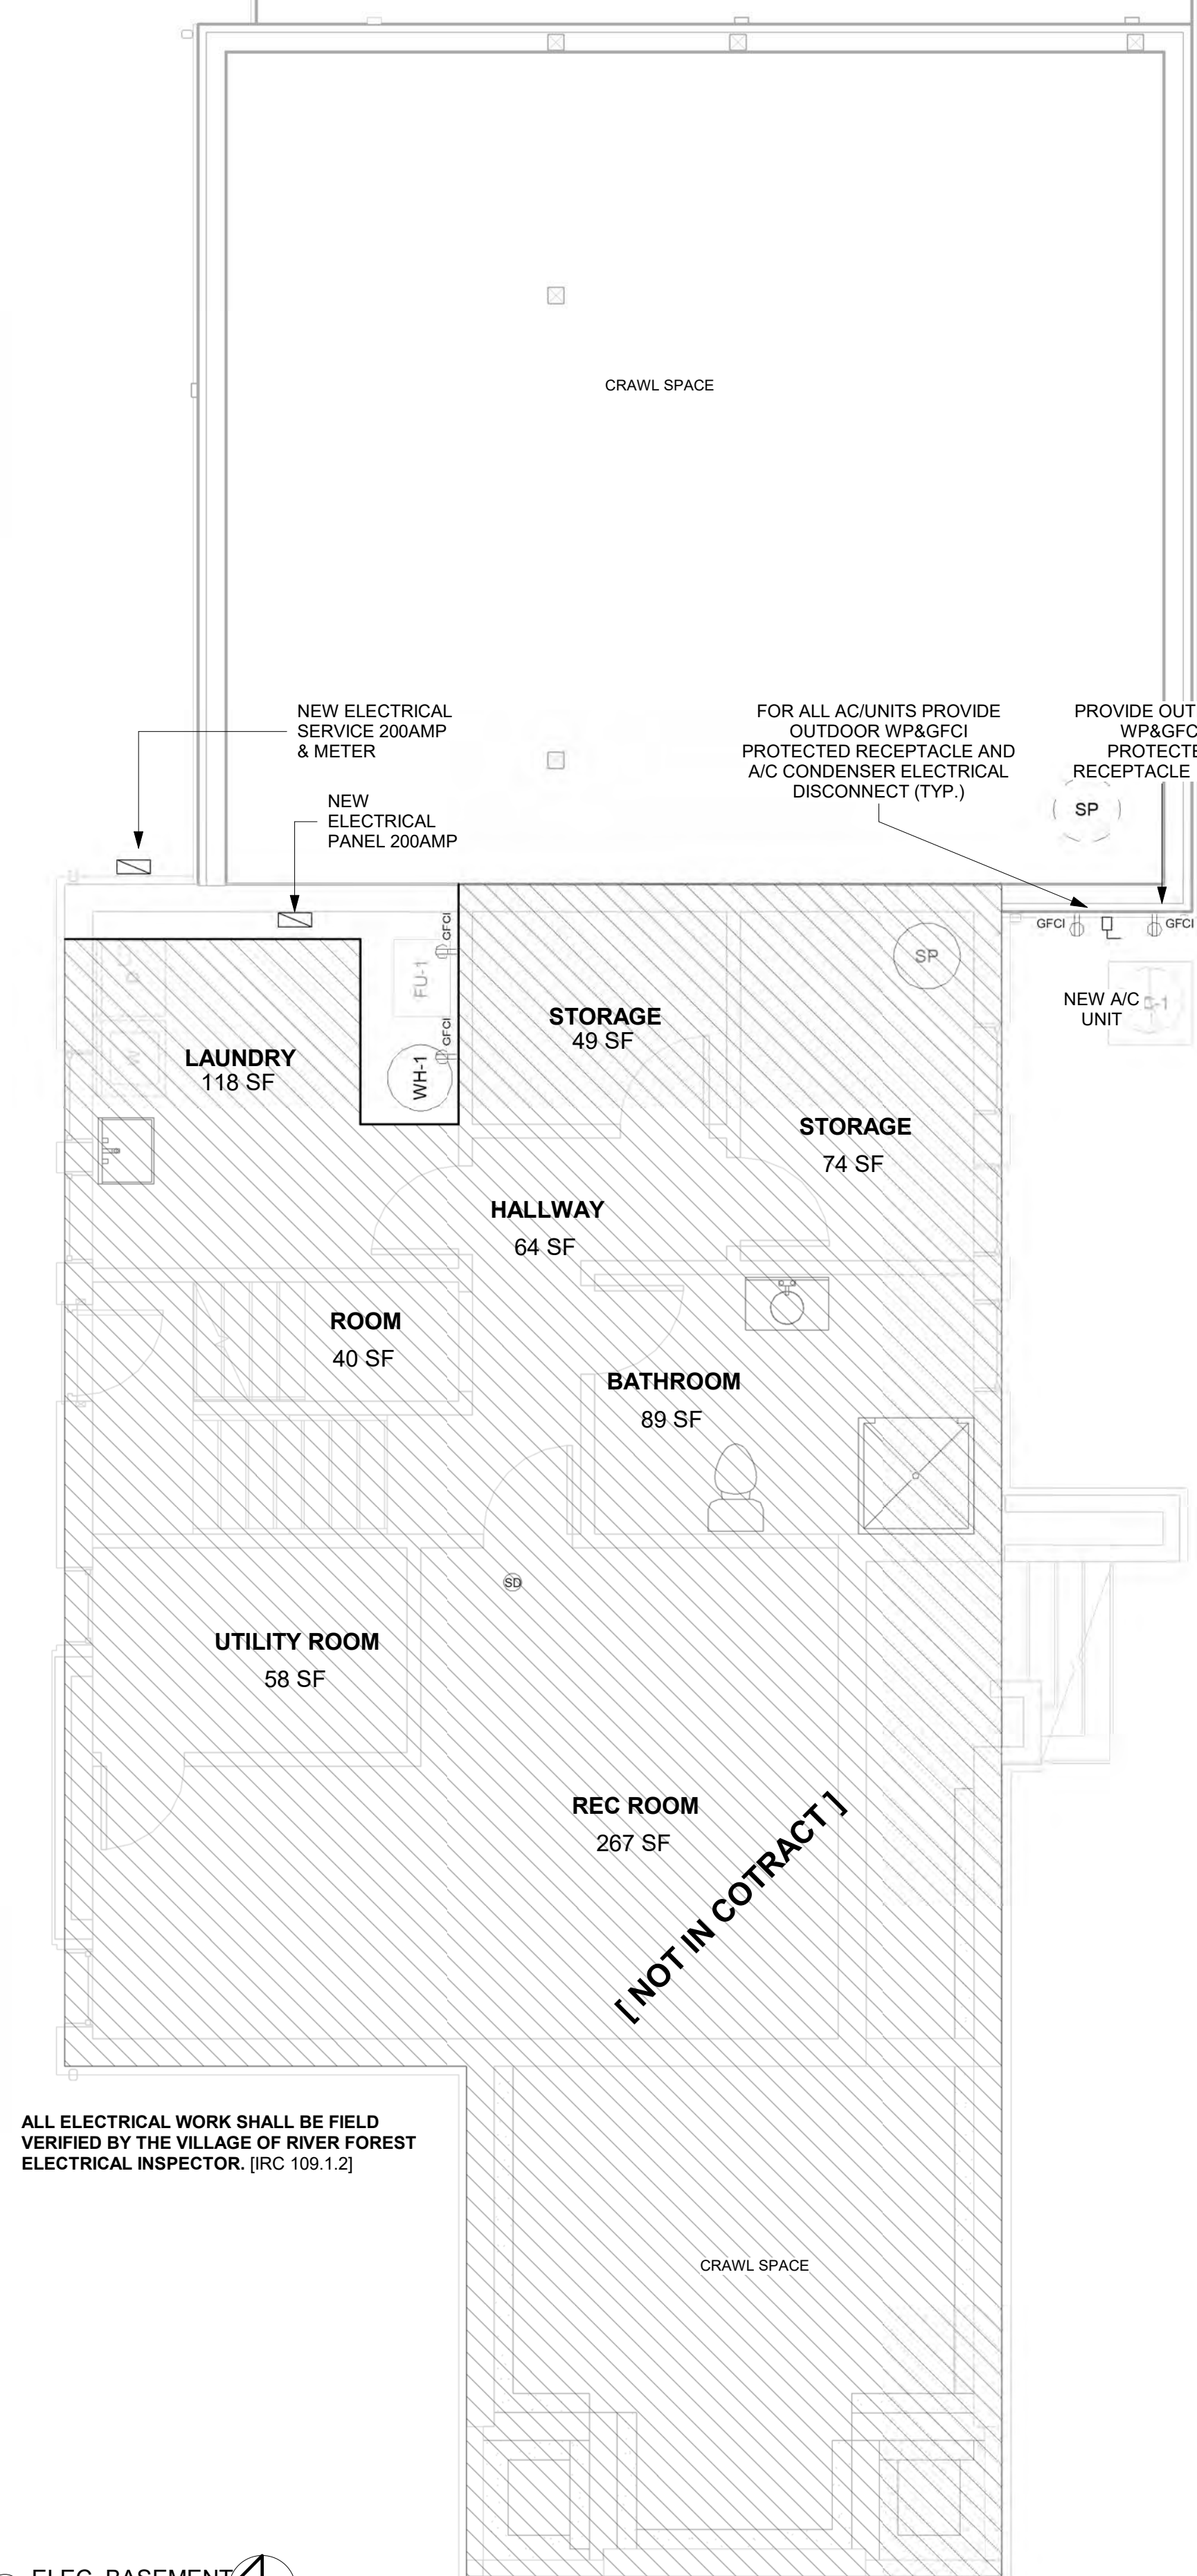 CRAWL SPACE
NEW ELECTRICAL
SERVICE 200AMP
& METER
NEW
ELECTRICAL
PANEL 200AMP
FOR ALL AC/UNITS PROVIDE
OUTDOOR WP&GFCI
PROTECTED RECEPTACLE AND
A/C CONDENSER ELECTRICAL
DISCONNECT (TYP.)
PROVIDE OUT
WP&GFC
PROTECTE
RECEPTACLE
SP
GFCI
GFCI
NEW A/C
UNIT
-1
GFCI
FU-1
GFCI
WH-1
SP
D
W
LAUNDRY
118 SF
STORAGE
49 SF
STORAGE
74 SF
HALLWAY
64 SF
ROOM
40 SF
BATHROOM
89 SF
SD
UTILITY ROOM
58 SF
REC ROOM
267 SF
[ NOT IN COTRACT ]
ALL ELECTRICAL WORK SHALL BE FIELD
VERIFIED BY THE VILLAGE OF RIVER FOREST
ELECTRICAL INSPECTOR. [IRC 109.1.2]
CRAWL SPACE
ELEC. BASEMENT